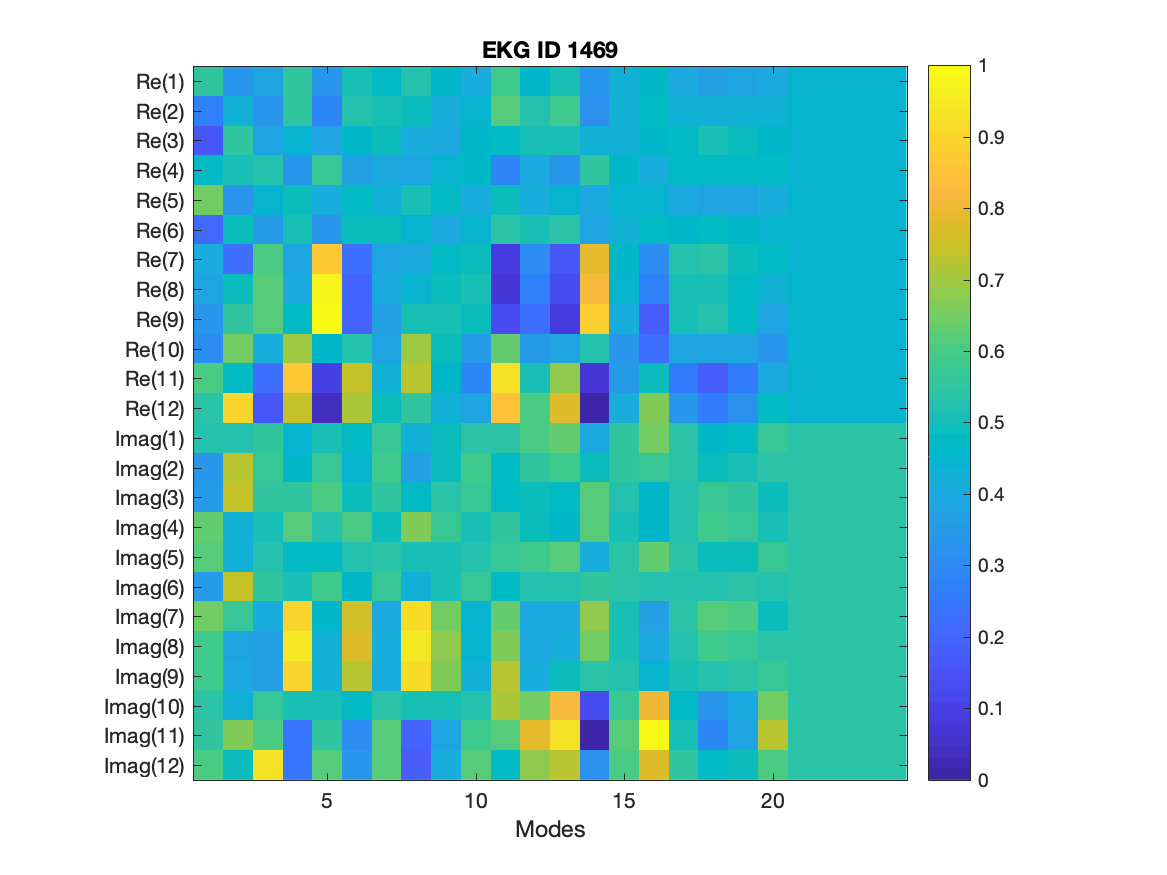 EKG ID 1469
Re(1)
Re(2)
Re(3)
Re(4)
Re(5)
Re(6)
Re(7)
Re(8)
Re(9)
Re(10)
Re(11)
Re(12)
Imag(1)
Imag(2)
Imag(3)
Imag(4)
Imag(5)
Imag(6)
Imag(7)
Imag(8)
Imag(9)
Imag(10)
Imag(11)
Imag(12)
5 10 15 20
Modes
1
0.9
0.8
0.7
0.6
0.5
0.4
0.3
0.2
0.1
0